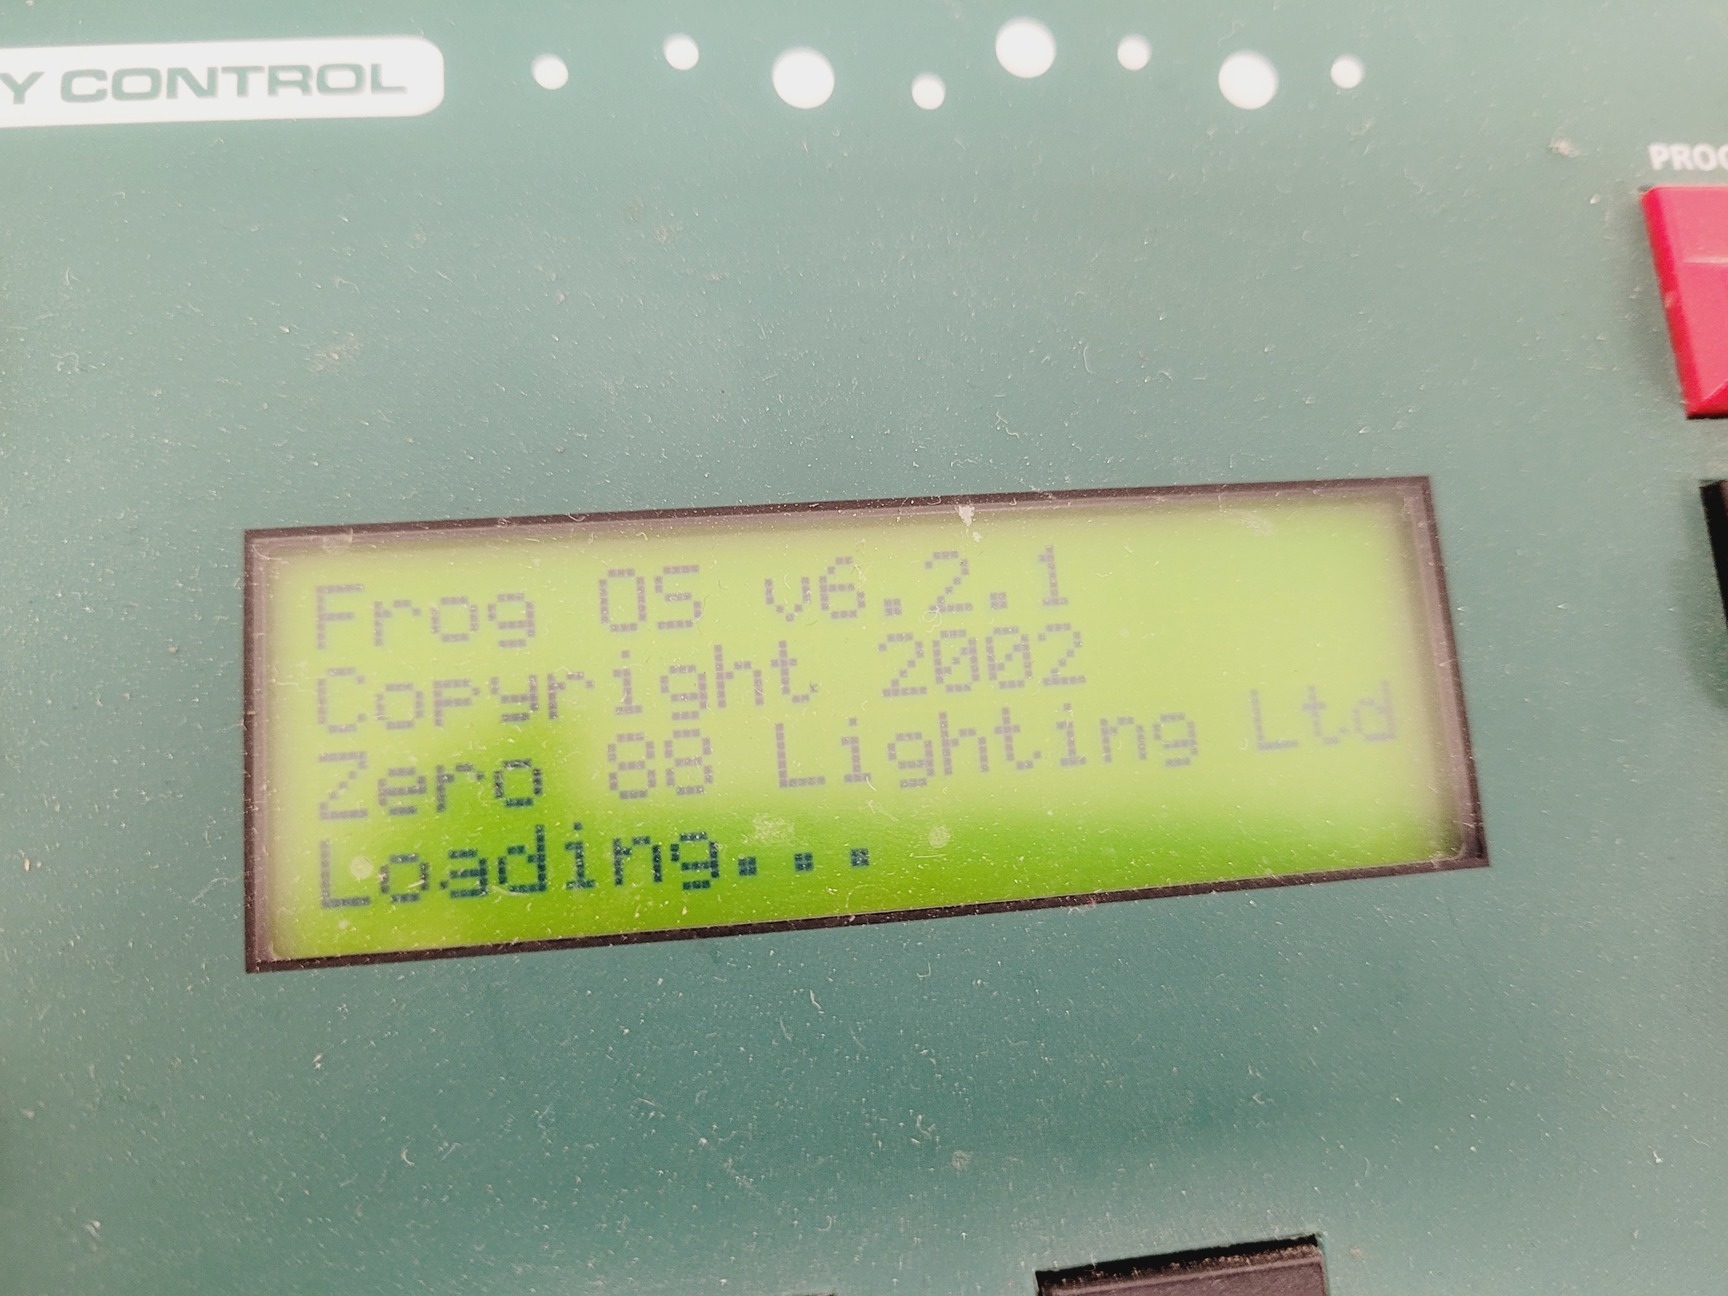 Y CONTROL
PROG
Frog OS v6.2.1
Copyright 2002
Zero 88 Lighting Ltd
Loading...